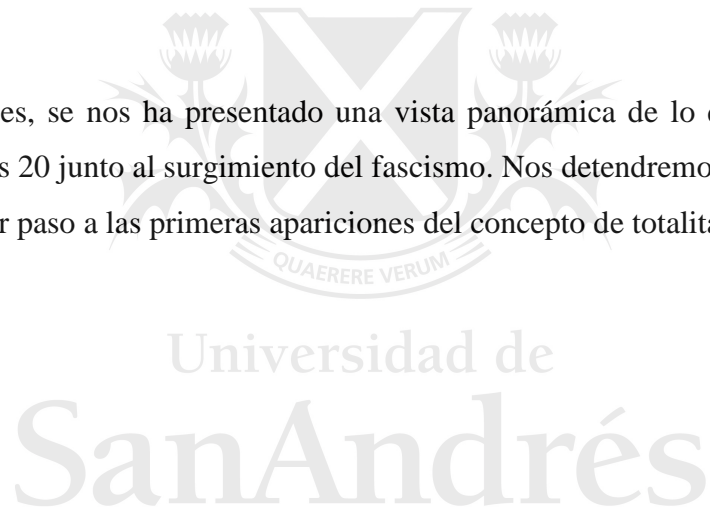 es, se nos ha presentado una vista panorámica de lo
s 20 junto al surgimiento del fascismo. Nos detendremo
r paso a las primeras apariciones del concepto de totalita
QUAERERE VERUM
Universidad de
SanAndrés